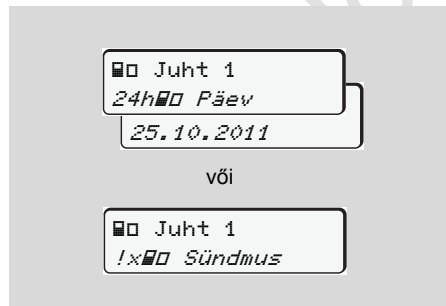 🖩▯ Juht 1
24h🖩▯ Päev
25.10.2011
või
🖩▯ Juht 1
!x🖩▯ Sündmus